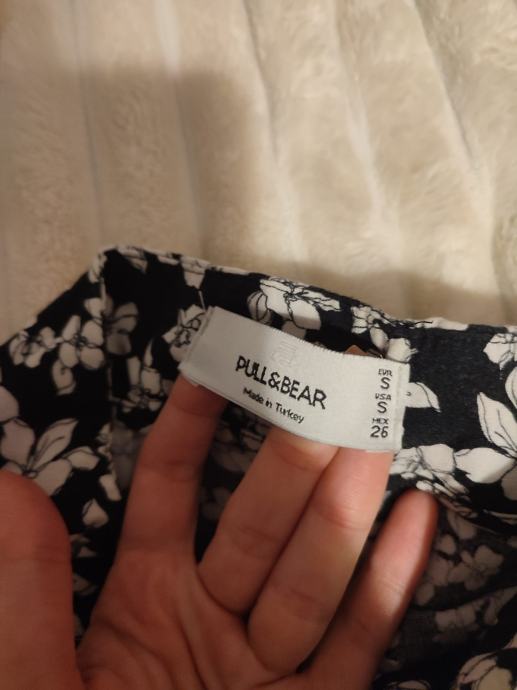 PULL&BEAR
Made in Turkey
EUR
S
USA
S
MEX
26